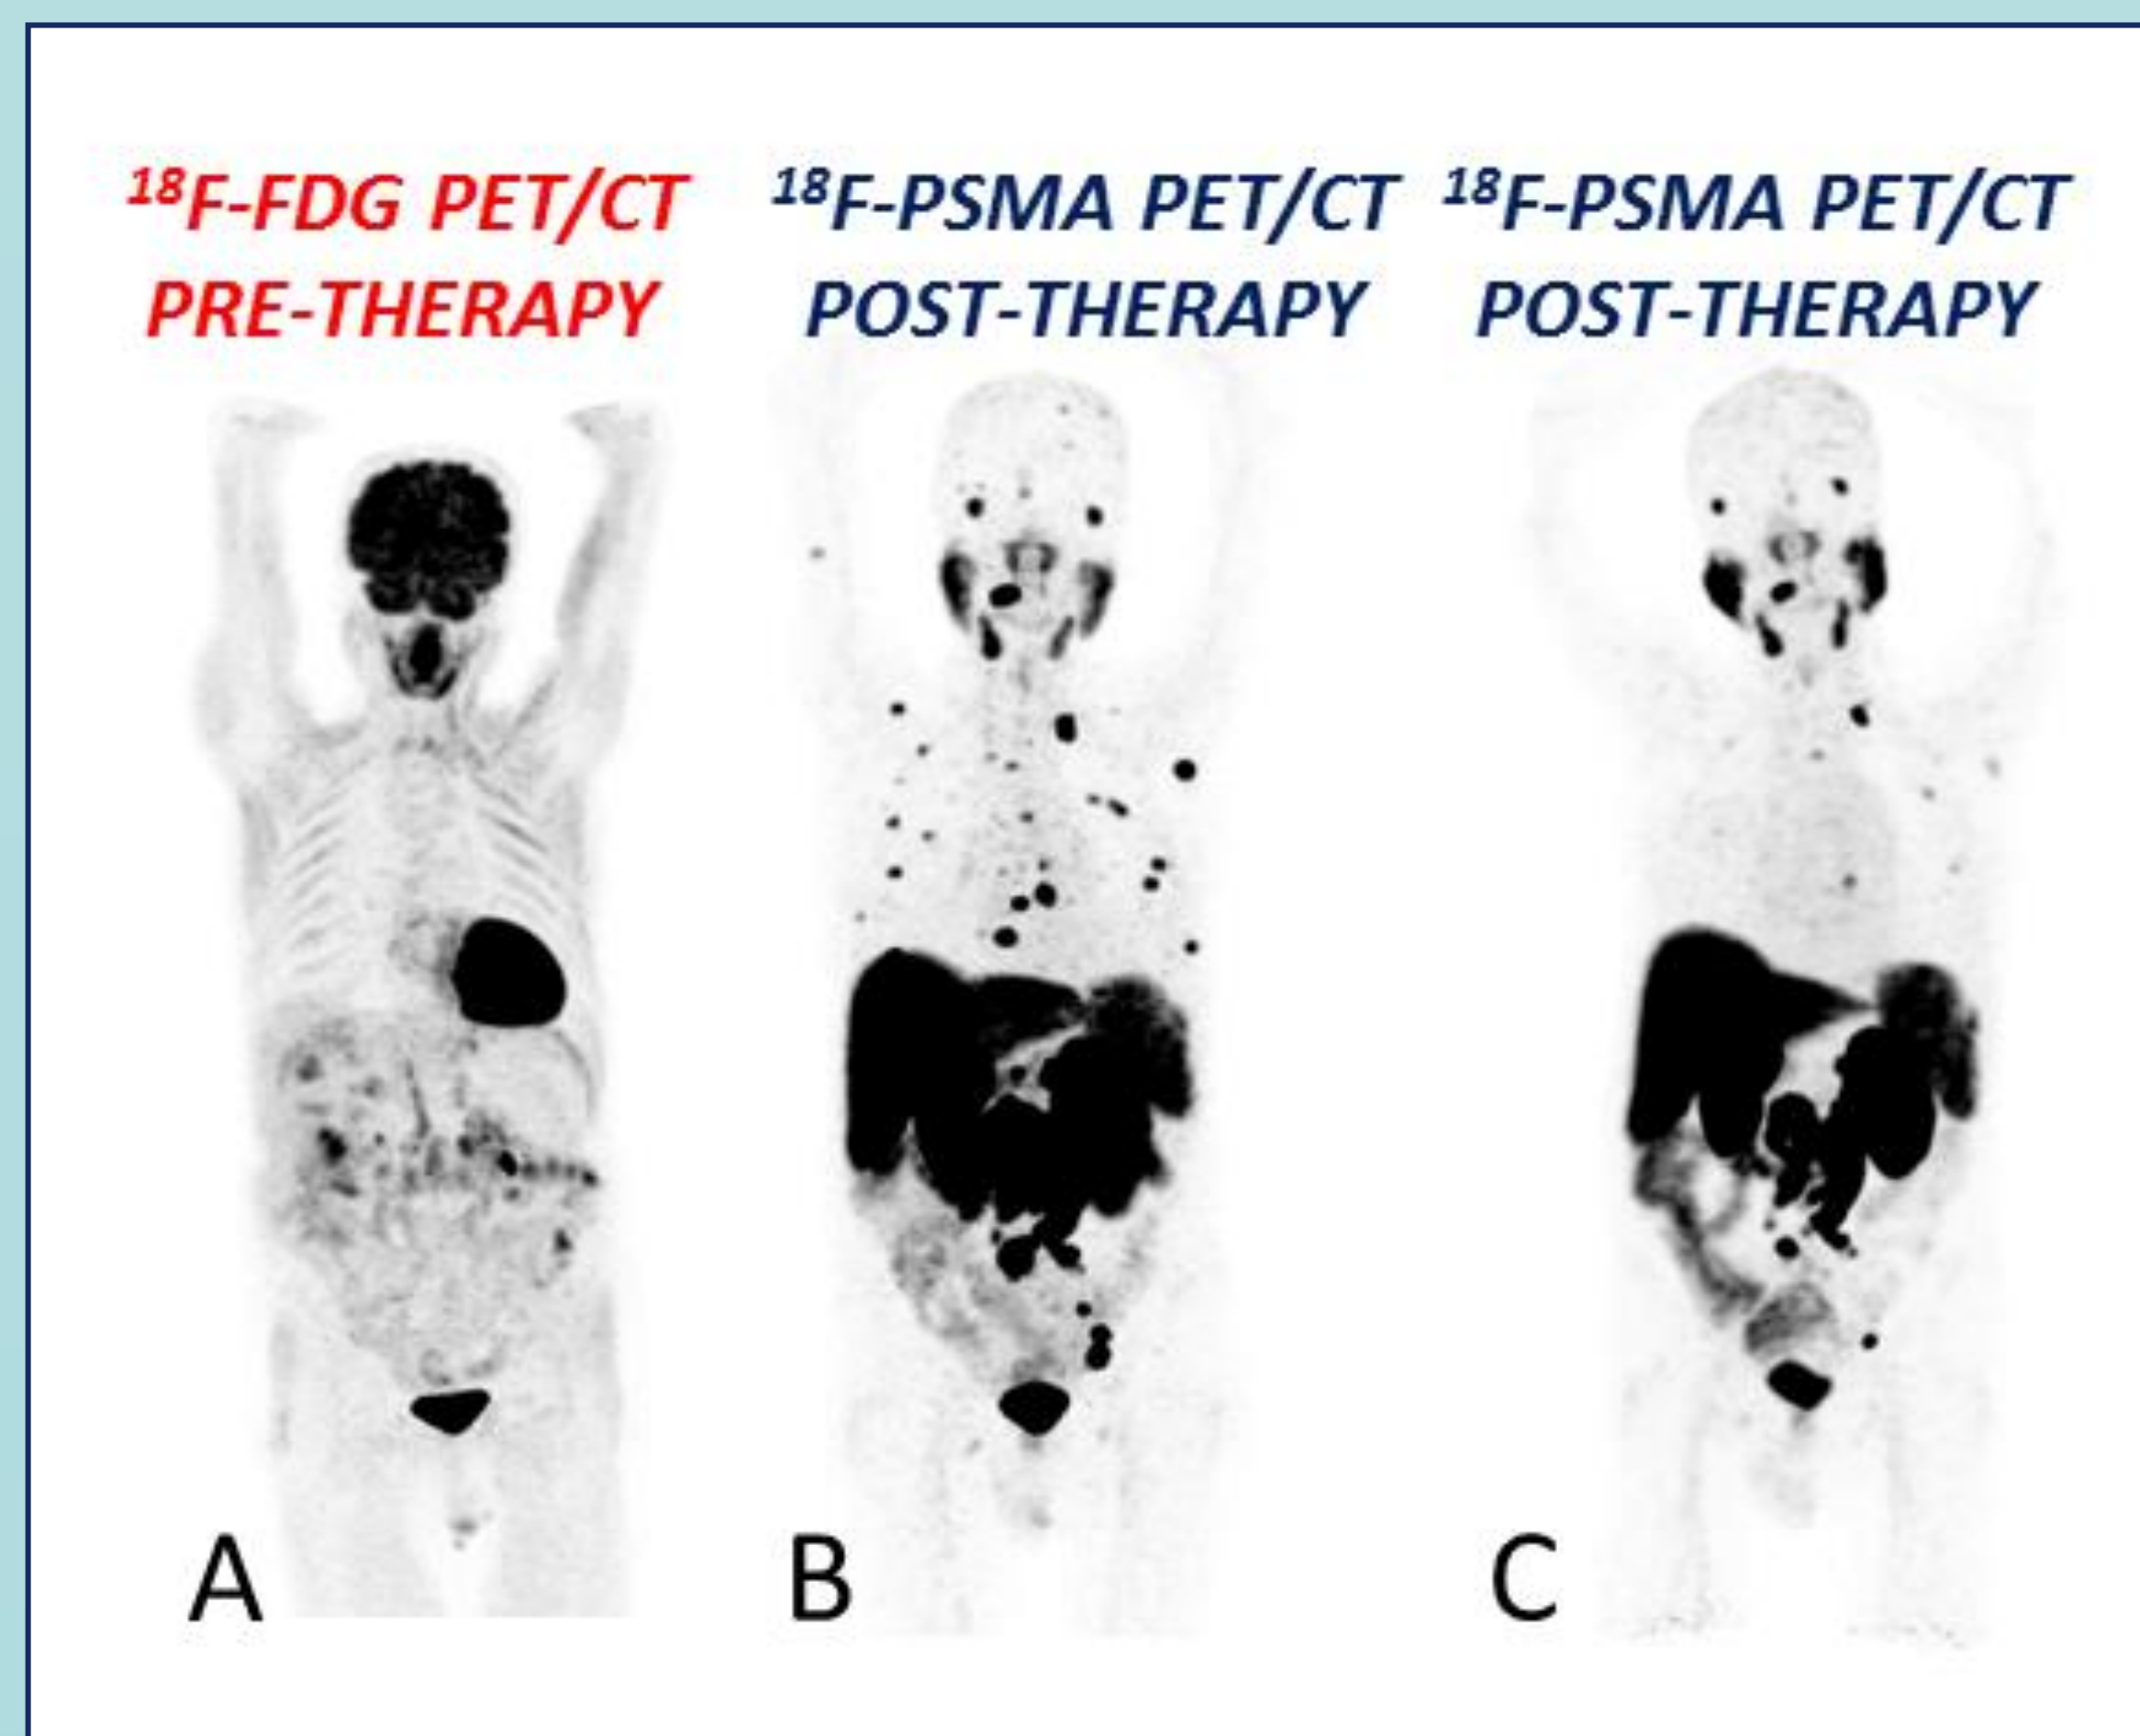 ¹⁸F-FDG PET/CT
PRE-THERAPY
¹⁸F-PSMA PET/CT
POST-THERAPY
¹⁸F-PSMA PET/CT
POST-THERAPY
A
B
C